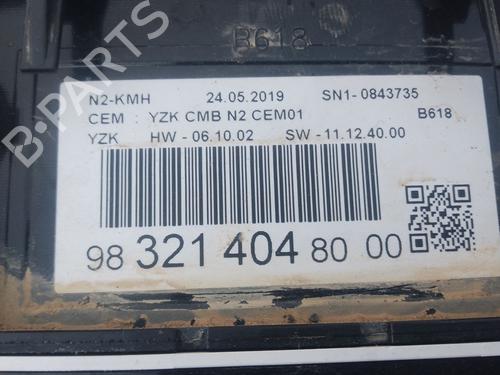 B618
N2-KMH 24.05.2019 SN1- 0843735
CEM : YZK CMB N2 CEM01 B618
YZK HW - 06.10.02 SW - 11.12.40.00
98 321 404 80 00
B-PARTS